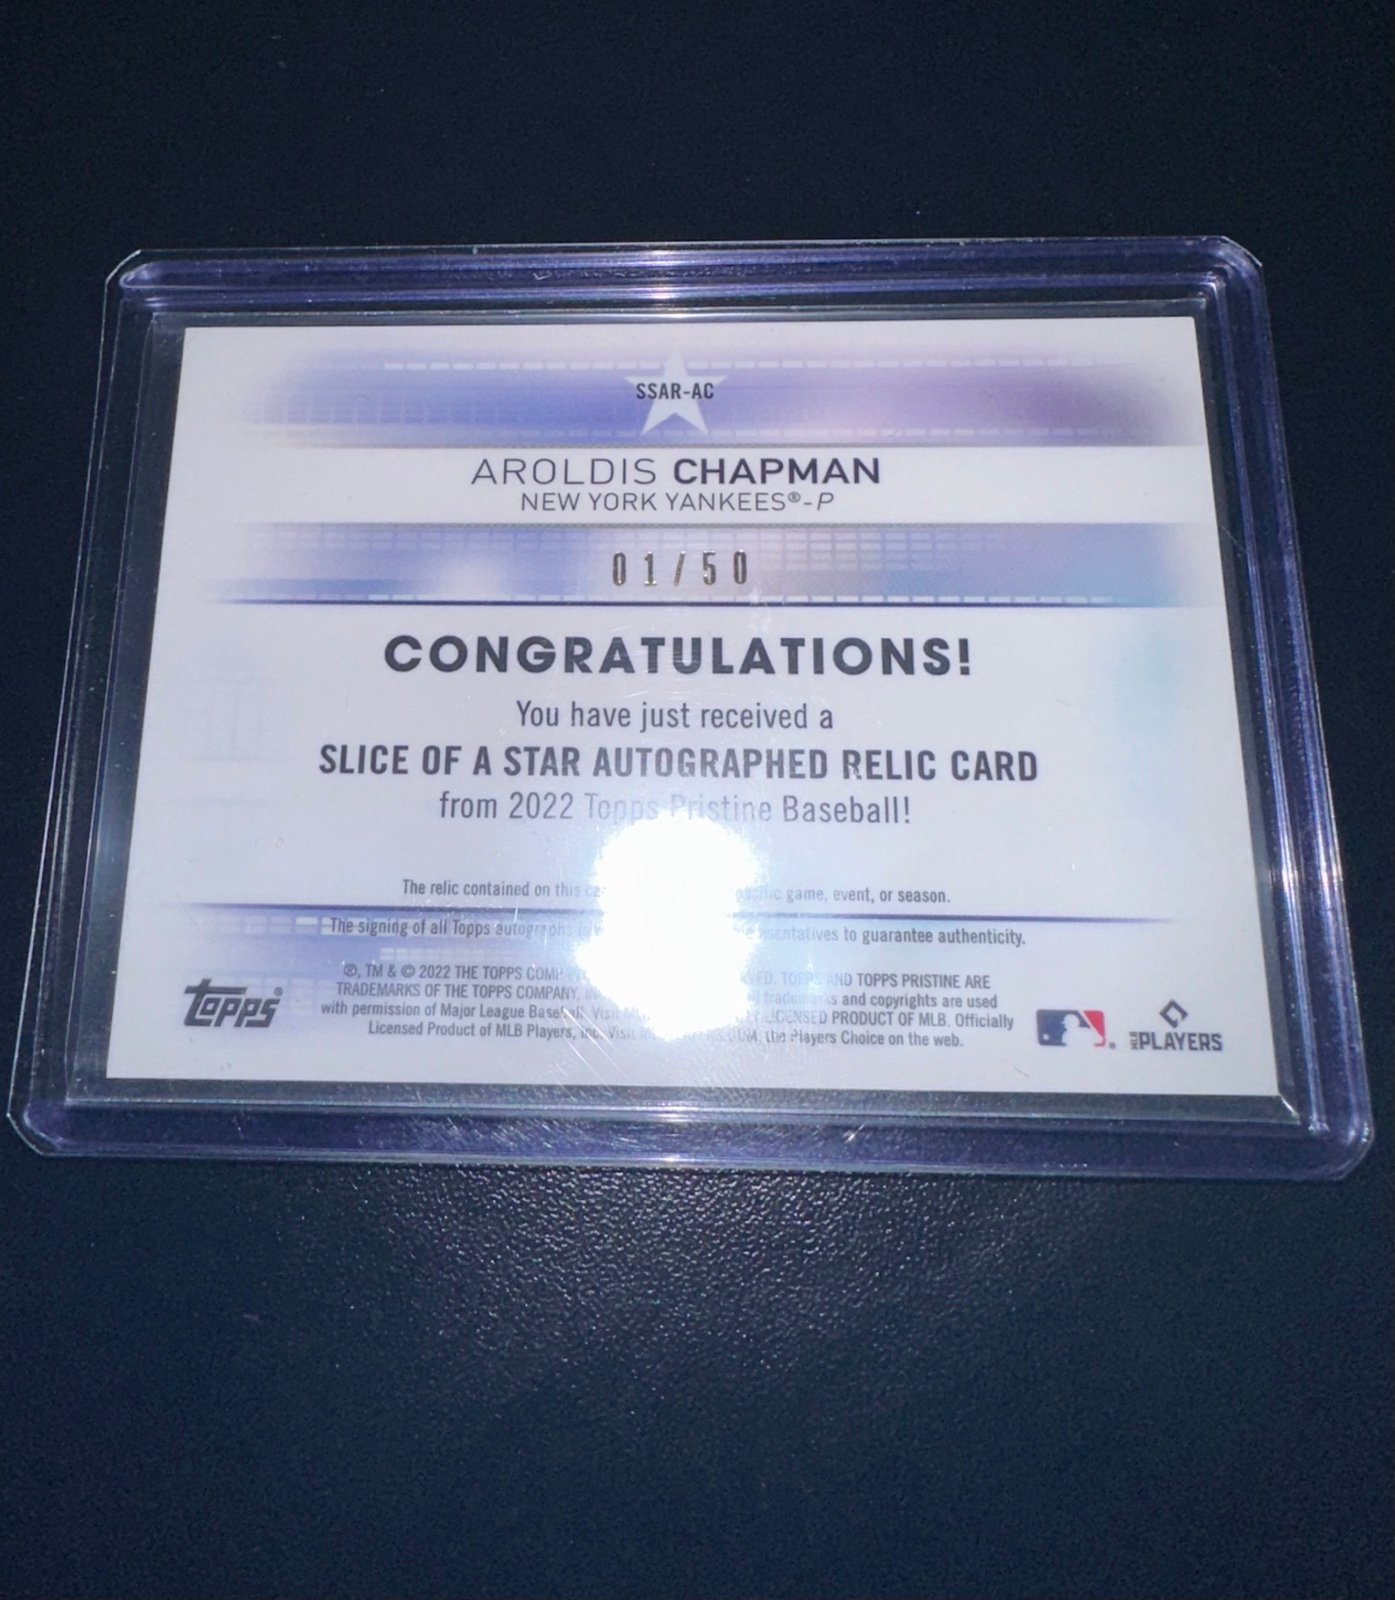 SSAR-AC
AROLDIS CHAPMAN
NEW YORK YANKEES®-P
01/50
CONGRATULATIONS!
You have just received a
SLICE OF A STAR AUTOGRAPHED RELIC CARD
from 2022 Topps Pristine Baseball!
The relic contained on this game, event, or season.
The signing of all Topps autographs is to guarantee authenticity.
®, TM & © 2022 THE TOPPS TOPPS AND TOPPS PRISTINE ARE
TRADEMARKS OF THE TOPPS COMPANY, trademarks and copyrights are used
with permission of Major League Baseball. Visit LICENSED PRODUCT OF MLB. Officially
Licensed Product of MLB Players, Inc. Visit the Players Choice on the web.
Topps®
MLB PLAYERS